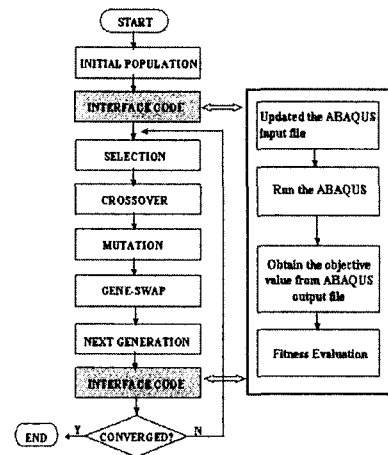 START
INITIAL POPULATION
INTERFACE CODE
SELECTION
CROSSOVER
MUTATION
GENE-SWAP
NEXT GENERATION
INTERFACE CODE
CONVERGED?
Y
N
END
Updated the ABAQUS
input file
Run the ABAQUS
Obtain the objective
value from ABAQUS
output file
Fitness Evaluation